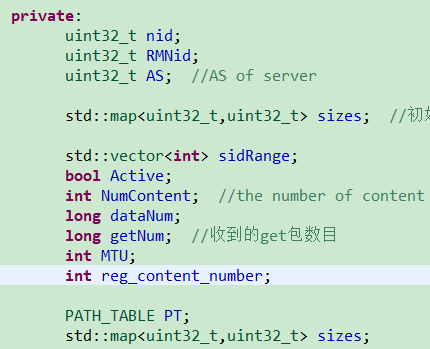 private:
uint32_t nid;
uint32_t RMNid;
uint32_t AS;  //AS of server
std::map<uint32_t,uint32_t> sizes;  //初始
std::vector<int> sidRange;
bool Active;
int NumContent;  //the number of content
long dataNum;
long getNum;  //收到的get包数目
int MTU;
int reg_content_number;
PATH_TABLE PT;
std::map<uint32_t,uint32_t> sizes;